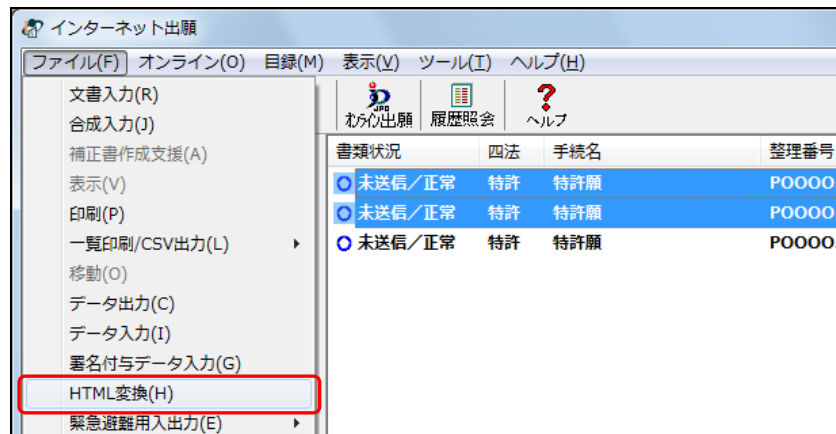 インターネット出願
ファイル(F) オンライン(O) 目録(M) 表示(V) ツール(T) ヘルプ(H)
文書入力(R)
合成入力(J)
補正書作成支援(A)
表示(V)
印刷(P)
一覧印刷/CSV出力(L)
移動(O)
データ出力(C)
データ入力(I)
署名付与データ入力(G)
HTML変換(H)
緊急避難用入出力(E)
JPO
オンライン出願 履歴照会 ヘルプ
書類状況 四法 手続名 整理番号
未送信/正常 特許 特許願 P0000
未送信/正常 特許 特許願 P0000
未送信/正常 特許 特許願 P0000